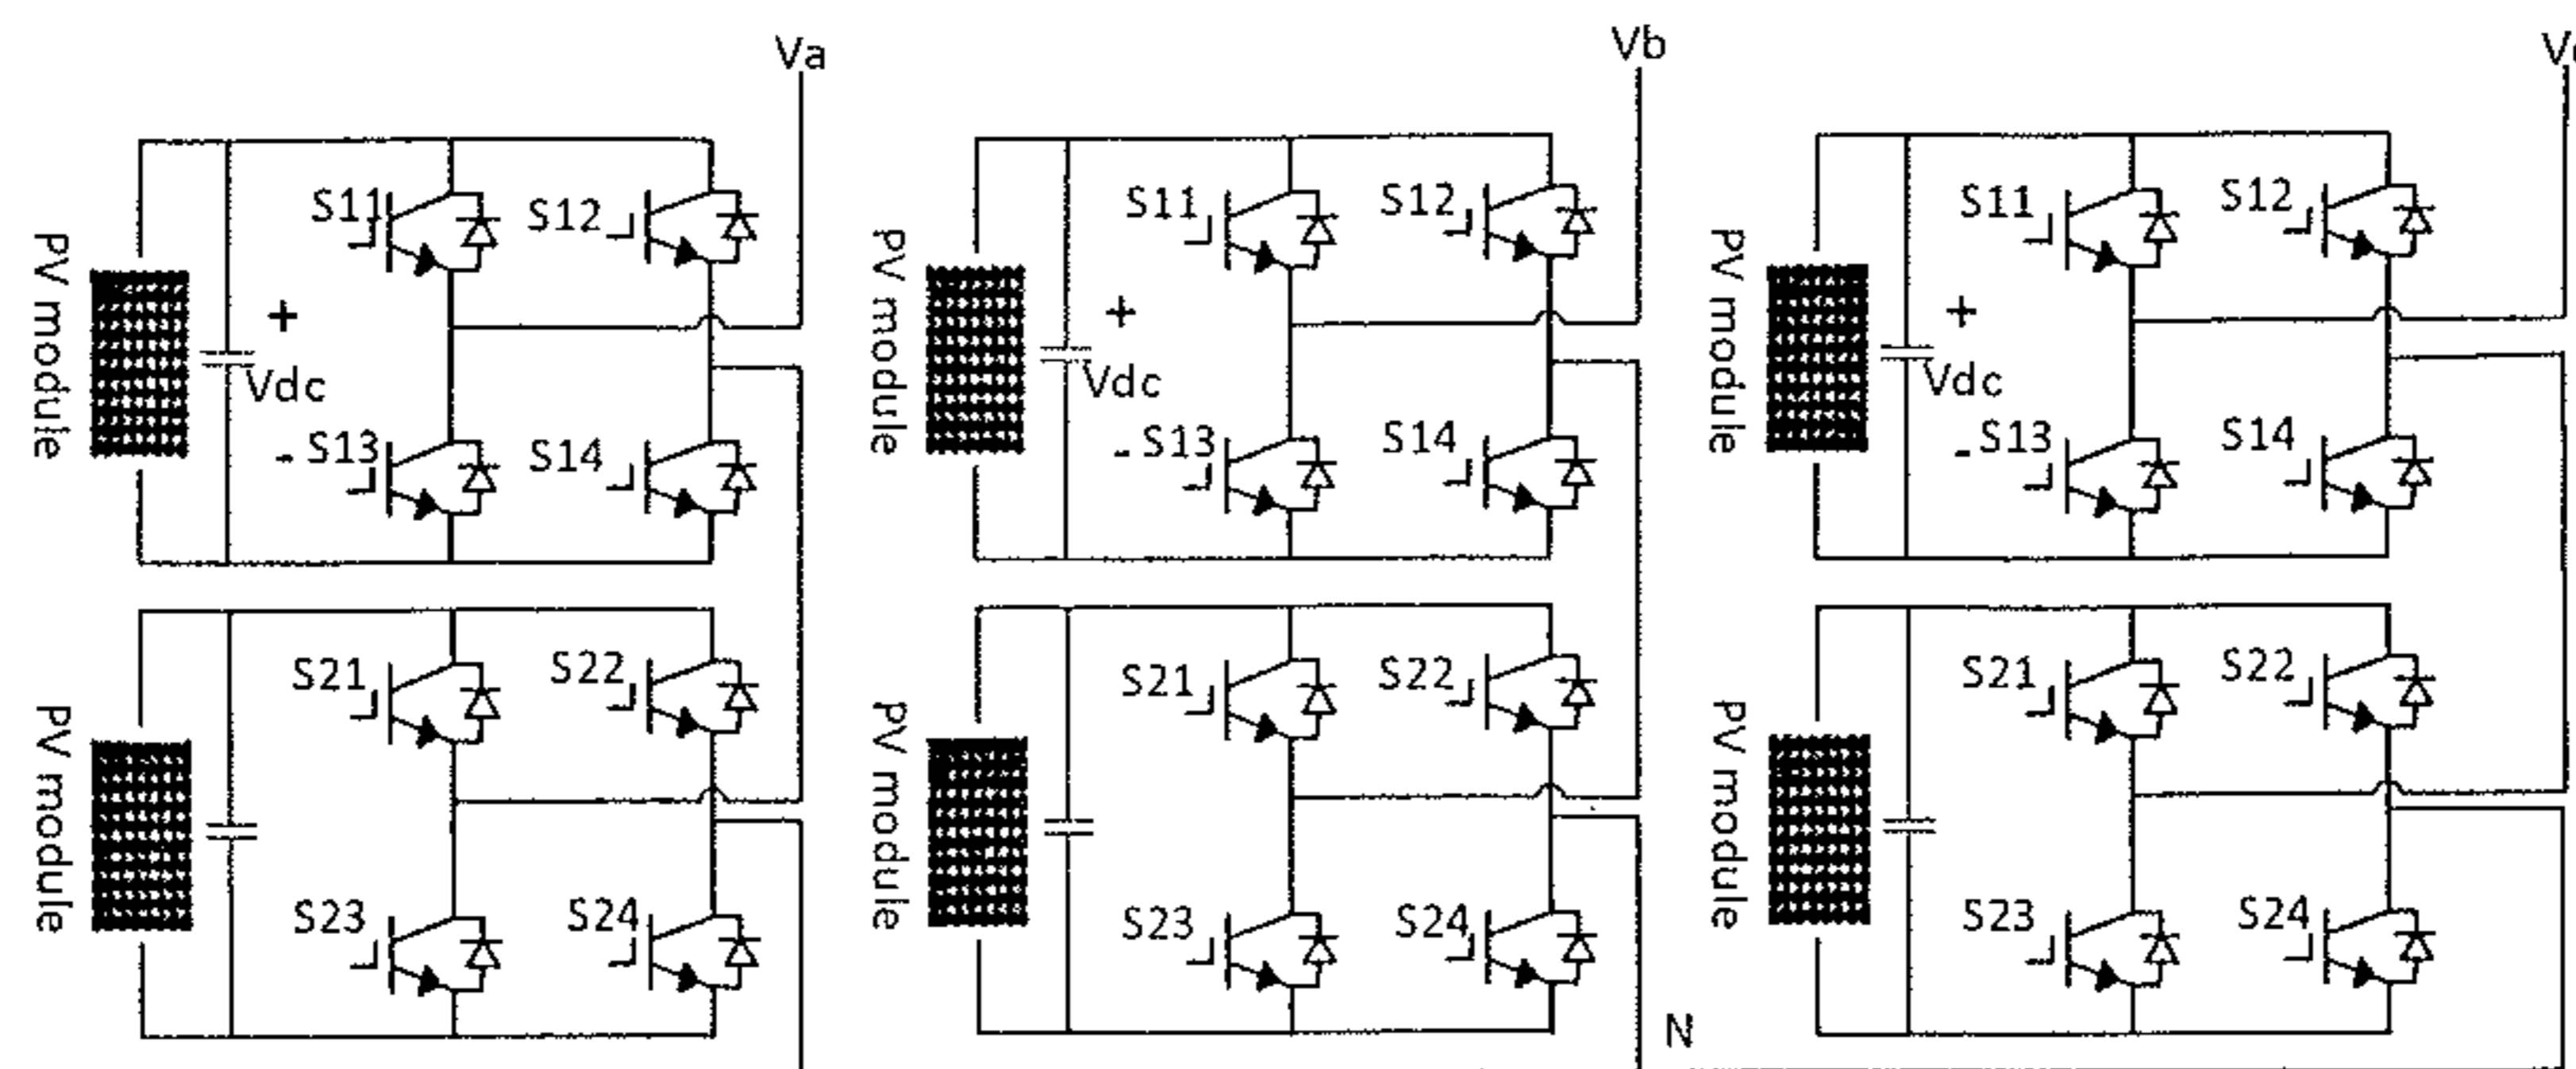 Va
Vb
S11
S12
S11
S12
S11
S12
PV module
+
Vdc
-
PV module
+
Vdc
-
PV module
+
Vdc
-
S13
S14
S13
S14
S13
S14
S21
S22
S21
S22
S21
S22
PV module
PV module
PV module
S23
S24
S23
S24
S23
S24
N